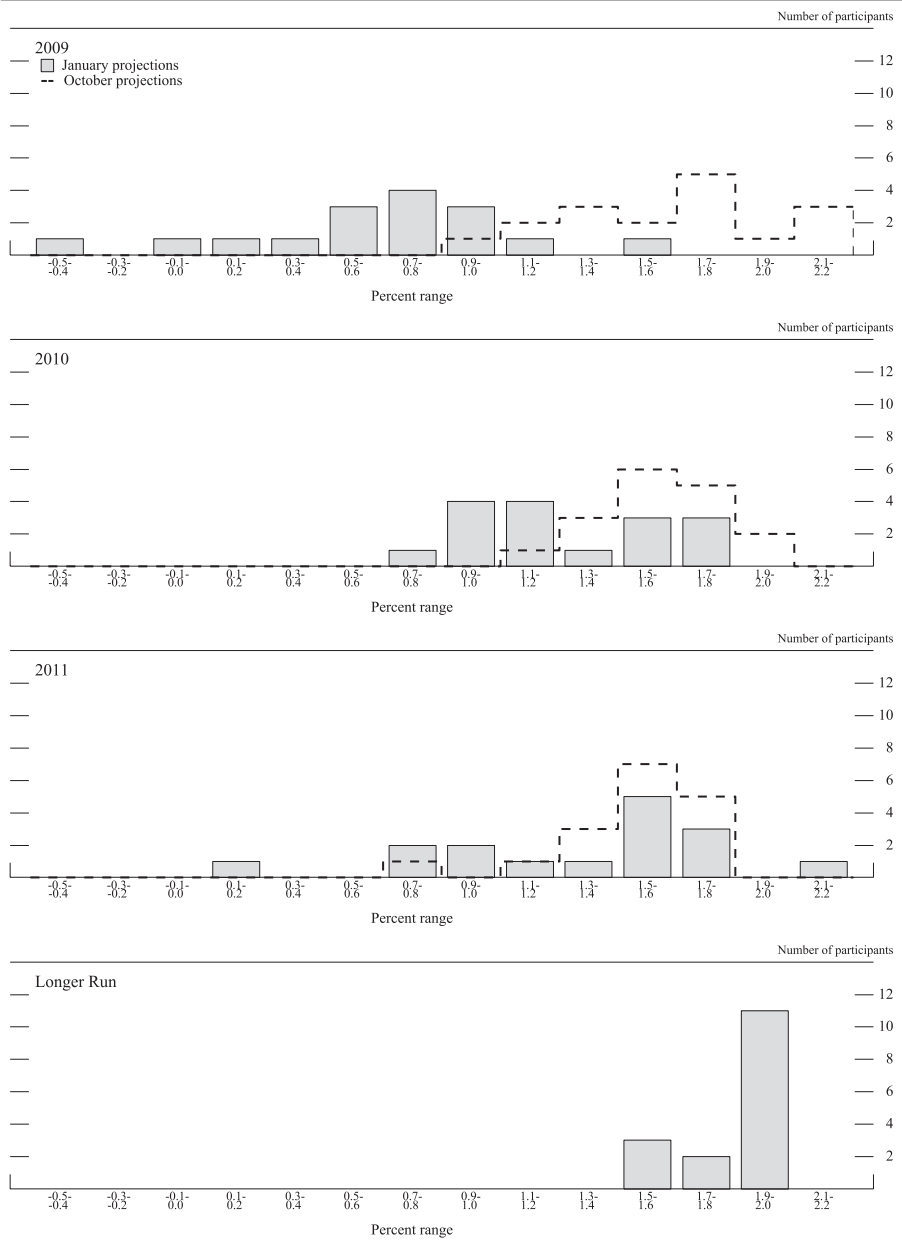 Number of participants
2009
January projections
October projections
12
10
8
6
4
2
-0.5- -0.3- -0.1- 0.1- 0.3- 0.5- 0.7- 0.9- 1.1- 1.3- 1.5- 1.7- 1.9- 2.1-
-0.4 -0.2 0.0 0.2 0.4 0.6 0.8 1.0 1.2 1.4 1.6 1.8 2.0 2.2
Percent range
Number of participants
2010
12
10
8
6
4
2
-0.5- -0.3- -0.1- 0.1- 0.3- 0.5- 0.7- 0.9- 1.1- 1.3- 1.5- 1.7- 1.9- 2.1-
-0.4 -0.2 0.0 0.2 0.4 0.6 0.8 1.0 1.2 1.4 1.6 1.8 2.0 2.2
Percent range
Number of participants
2011
12
10
8
6
4
2
-0.5- -0.3- -0.1- 0.1- 0.3- 0.5- 0.7- 0.9- 1.1- 1.3- 1.5- 1.7- 1.9- 2.1-
-0.4 -0.2 0.0 0.2 0.4 0.6 0.8 1.0 1.2 1.4 1.6 1.8 2.0 2.2
Percent range
Number of participants
Longer Run
12
10
8
6
4
2
-0.5- -0.3- -0.1- 0.1- 0.3- 0.5- 0.7- 0.9- 1.1- 1.3- 1.5- 1.7- 1.9- 2.1-
-0.4 -0.2 0.0 0.2 0.4 0.6 0.8 1.0 1.2 1.4 1.6 1.8 2.0 2.2
Percent range